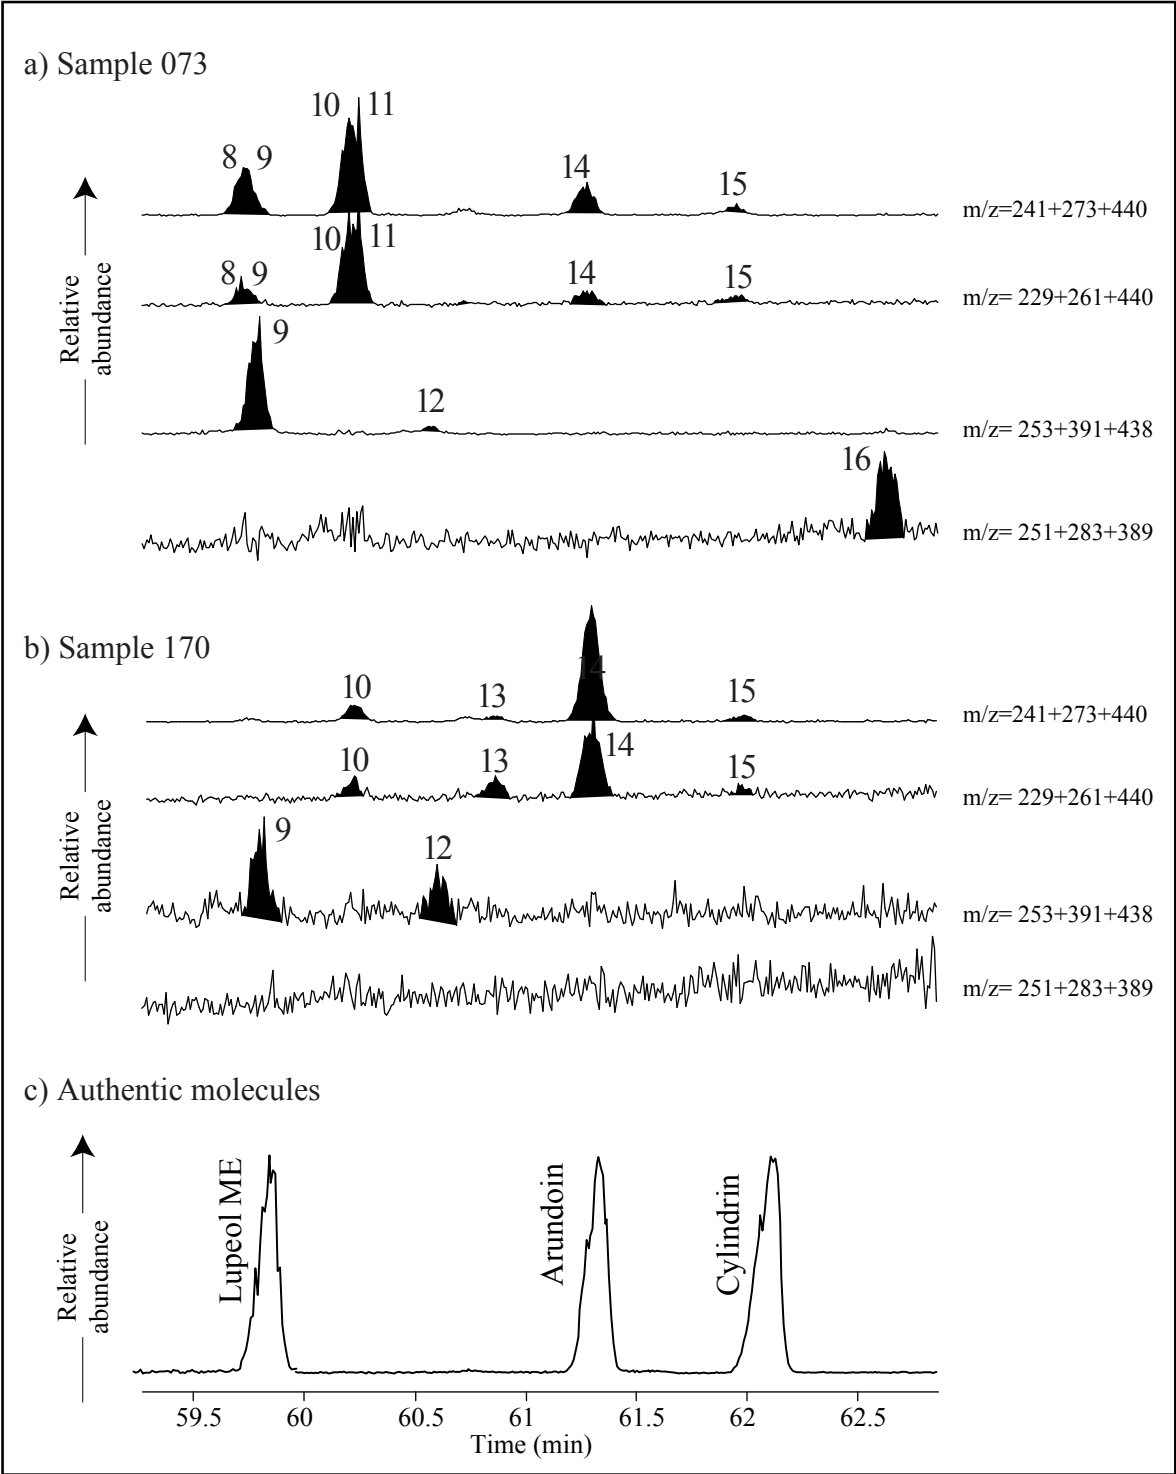 a) Sample 073
10 11
8 9 14 15
m/z=241+273+440
10 11
8 9 14 15
m/z= 229+261+440
9
12
m/z= 253+391+438
16
m/z= 251+283+389
Relative
abundance
b) Sample 170
14
10 13 15
m/z=241+273+440
14
10 13 15
m/z= 229+261+440
9
12
m/z= 253+391+438
m/z= 251+283+389
Relative
abundance
c) Authentic molecules
Lupeol ME
Arundoin
Cylindrin
Relative
abundance
59.5 60 60.5 61 61.5 62 62.5
Time (min)